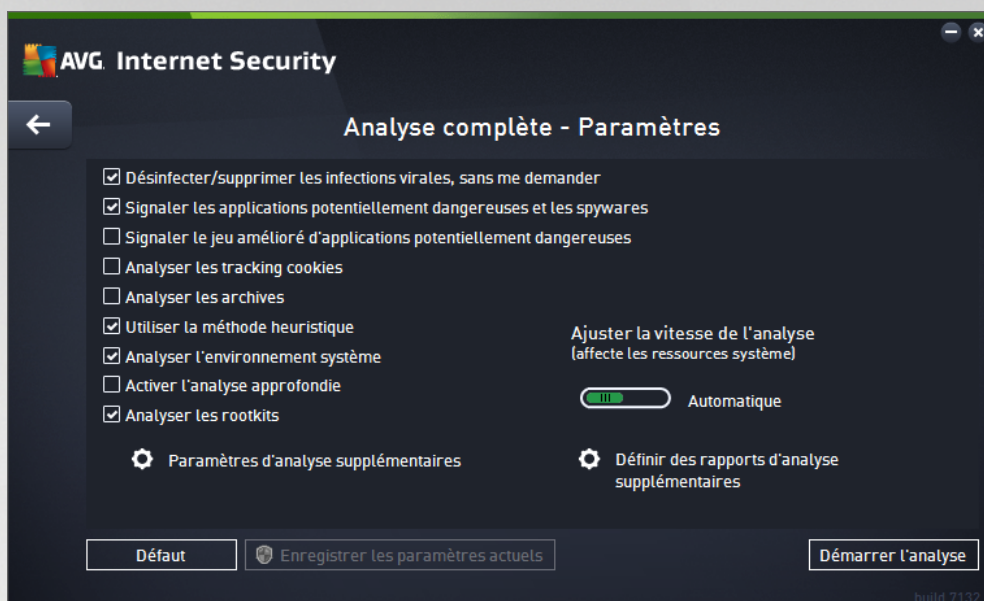 AVG. Internet Security
Analyse complète - Paramètres
Désinfecter/supprimer les infections virales, sans me demander
Signaler les applications potentiellement dangereuses et les spywares
Signaler le jeu amélioré d'applications potentiellement dangereuses
Analyser les tracking cookies
Analyser les archives
Utiliser la méthode heuristique
Analyser l'environnement système
Activer l'analyse approfondie
Analyser les rootkits
Ajuster la vitesse de l'analyse
(affecte les ressources système)
Automatique
Paramètres d'analyse supplémentaires
Définir des rapports d'analyse
supplémentaires
Défaut
Enregistrer les paramètres actuels
Démarrer l'analyse
build 7132